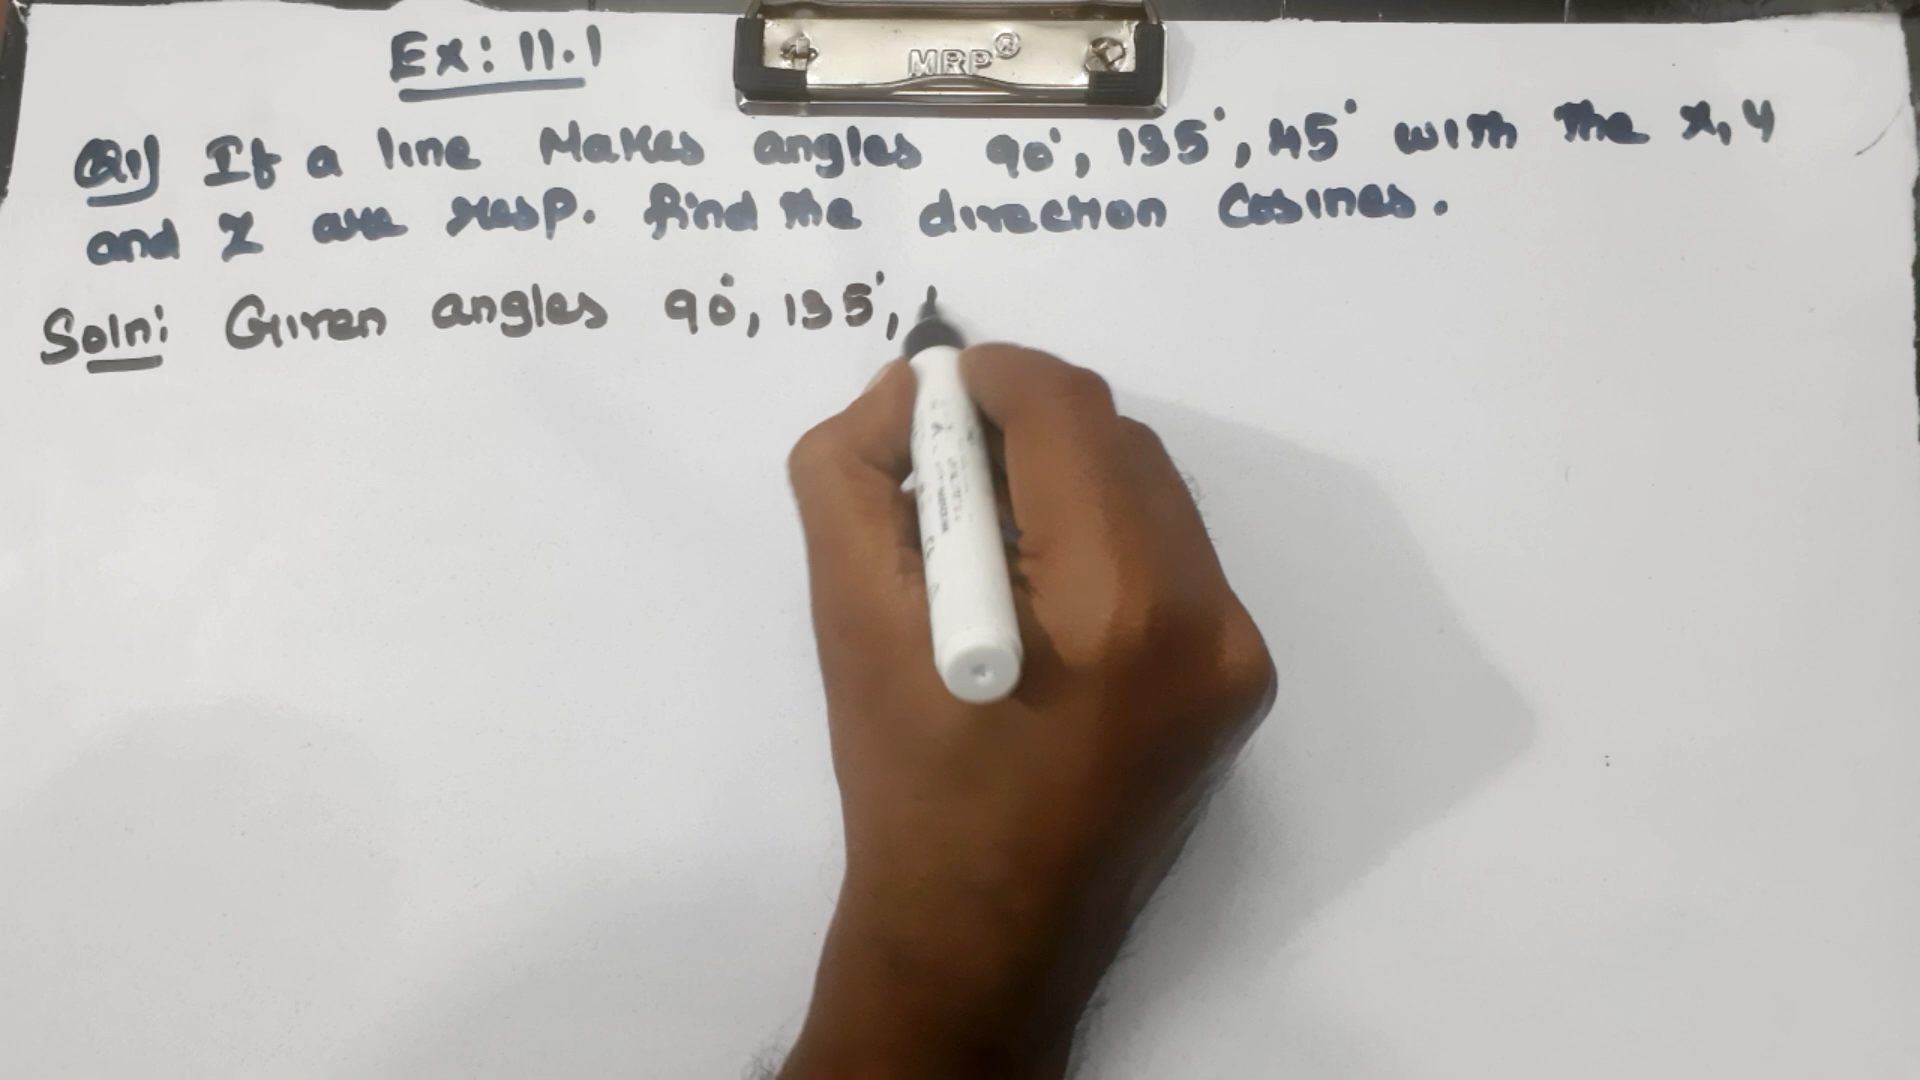 MRP®
Ex: 11.1
Q1) If a line Makes angles 90°, 135°, 45° with the x, y
and z are resp. find the direction Cosines.
Soln: Given angles 90°, 135°,